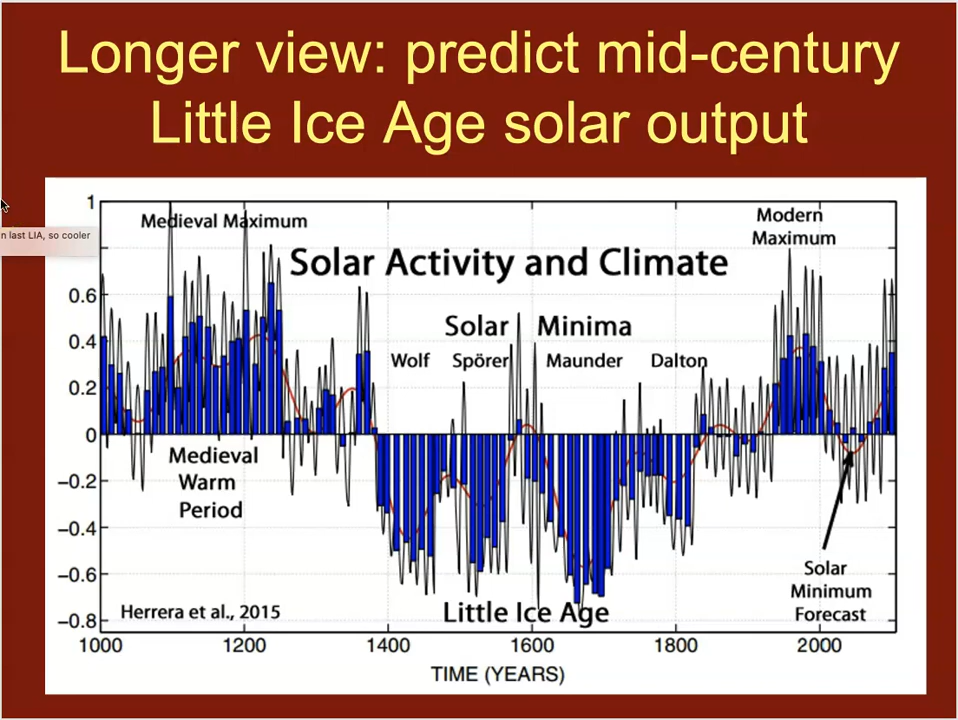 Longer view: predict mid-century
Little Ice Age solar output
n last LIA, so cooler
1
0.6
0.4
0.2
0
−0.2
−0.4
−0.6
−0.8
Medieval Maximum
Modern
Maximum
Solar Activity and Climate
Solar Minima
Wolf Spörer Maunder Dalton
Medieval
Warm
Period
Solar
Minimum
Forecast
Herrera et al., 2015
Little Ice Age
1000 1200 1400 1600 1800 2000
TIME (YEARS)